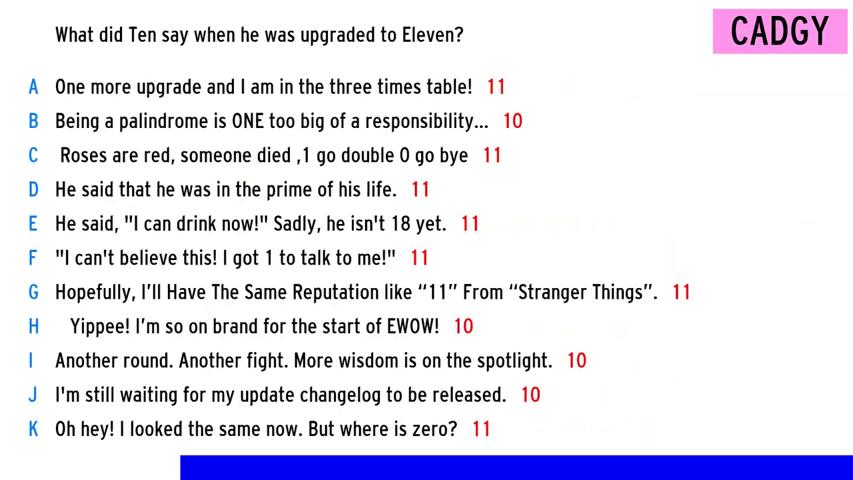 What did Ten say when he was upgraded to Eleven?
CADGY
A One more upgrade and I am in the three times table! 11
B Being a palindrome is ONE too big of a responsibility... 10
C Roses are red, someone died ,1 go double 0 go bye 11
D He said that he was in the prime of his life. 11
E He said, "I can drink now!" Sadly, he isn't 18 yet. 11
F "I can't believe this! I got 1 to talk to me!" 11
G Hopefully, I’ll Have The Same Reputation like “11” From “Stranger Things”. 11
H Yippee! I’m so on brand for the start of EWOW! 10
I Another round. Another fight. More wisdom is on the spotlight. 10
J I'm still waiting for my update changelog to be released. 10
K Oh hey! I looked the same now. But where is zero? 11